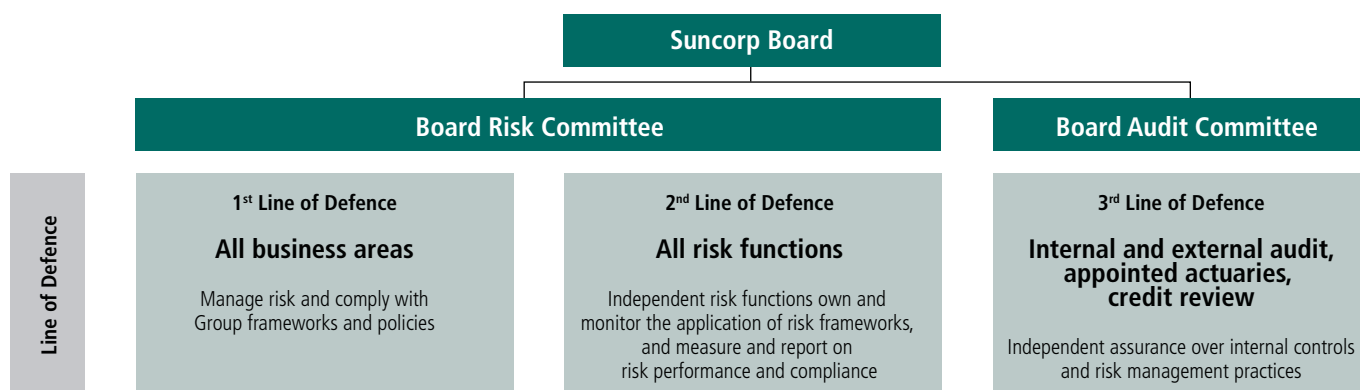 Suncorp Board
Board Risk Committee
Board Audit Committee
Line of Defence
1st Line of Defence
All business areas
Manage risk and comply with
Group frameworks and policies
2nd Line of Defence
All risk functions
Independent risk functions own and
monitor the application of risk frameworks,
and measure and report on
risk performance and compliance
3rd Line of Defence
Internal and external audit,
appointed actuaries,
credit review
Independent assurance over internal controls
and risk management practices